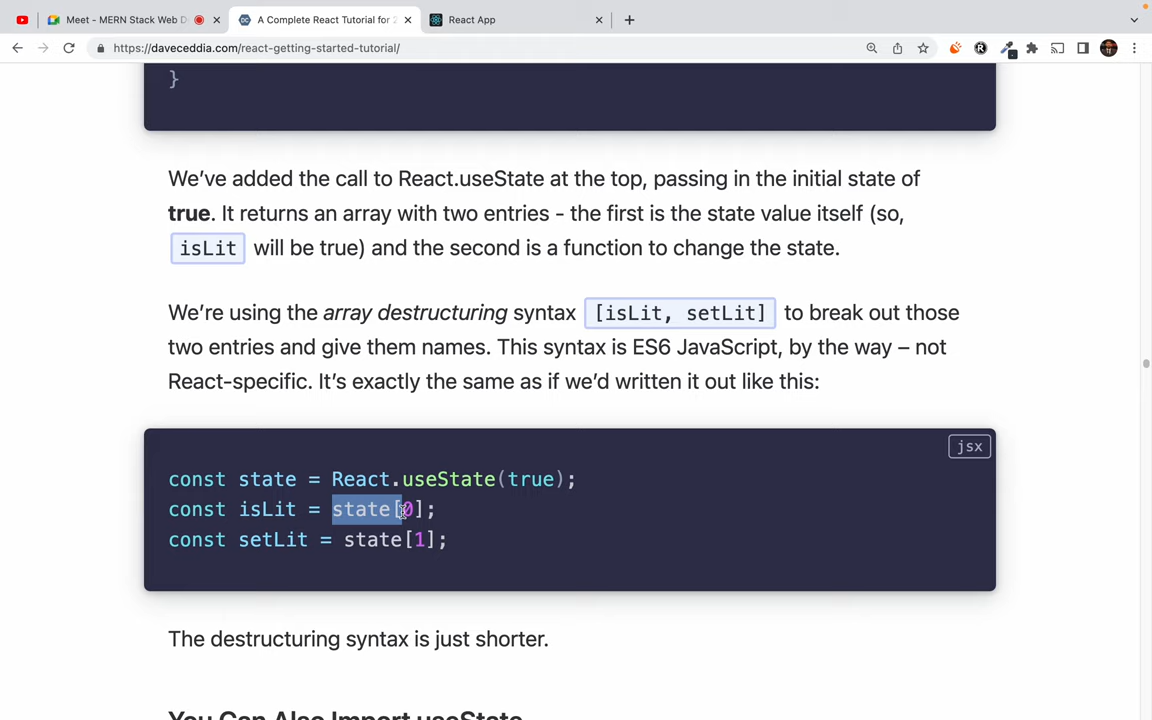 Meet - MERN Stack Web D
A Complete React Tutorial for 2
React App
https://daveceddia.com/react-getting-started-tutorial/
}
We’ve added the call to React.useState at the top, passing in the initial state of
true. It returns an array with two entries - the first is the state value itself (so,
isLit will be true) and the second is a function to change the state.
We’re using the array destructuring syntax [isLit, setLit] to break out those
two entries and give them names. This syntax is ES6 JavaScript, by the way – not
React-specific. It’s exactly the same as if we’d written it out like this:
jsx
const state = React.useState(true);
const isLit = state[0];
const setLit = state[1];
The destructuring syntax is just shorter.
You Can Also Import useState